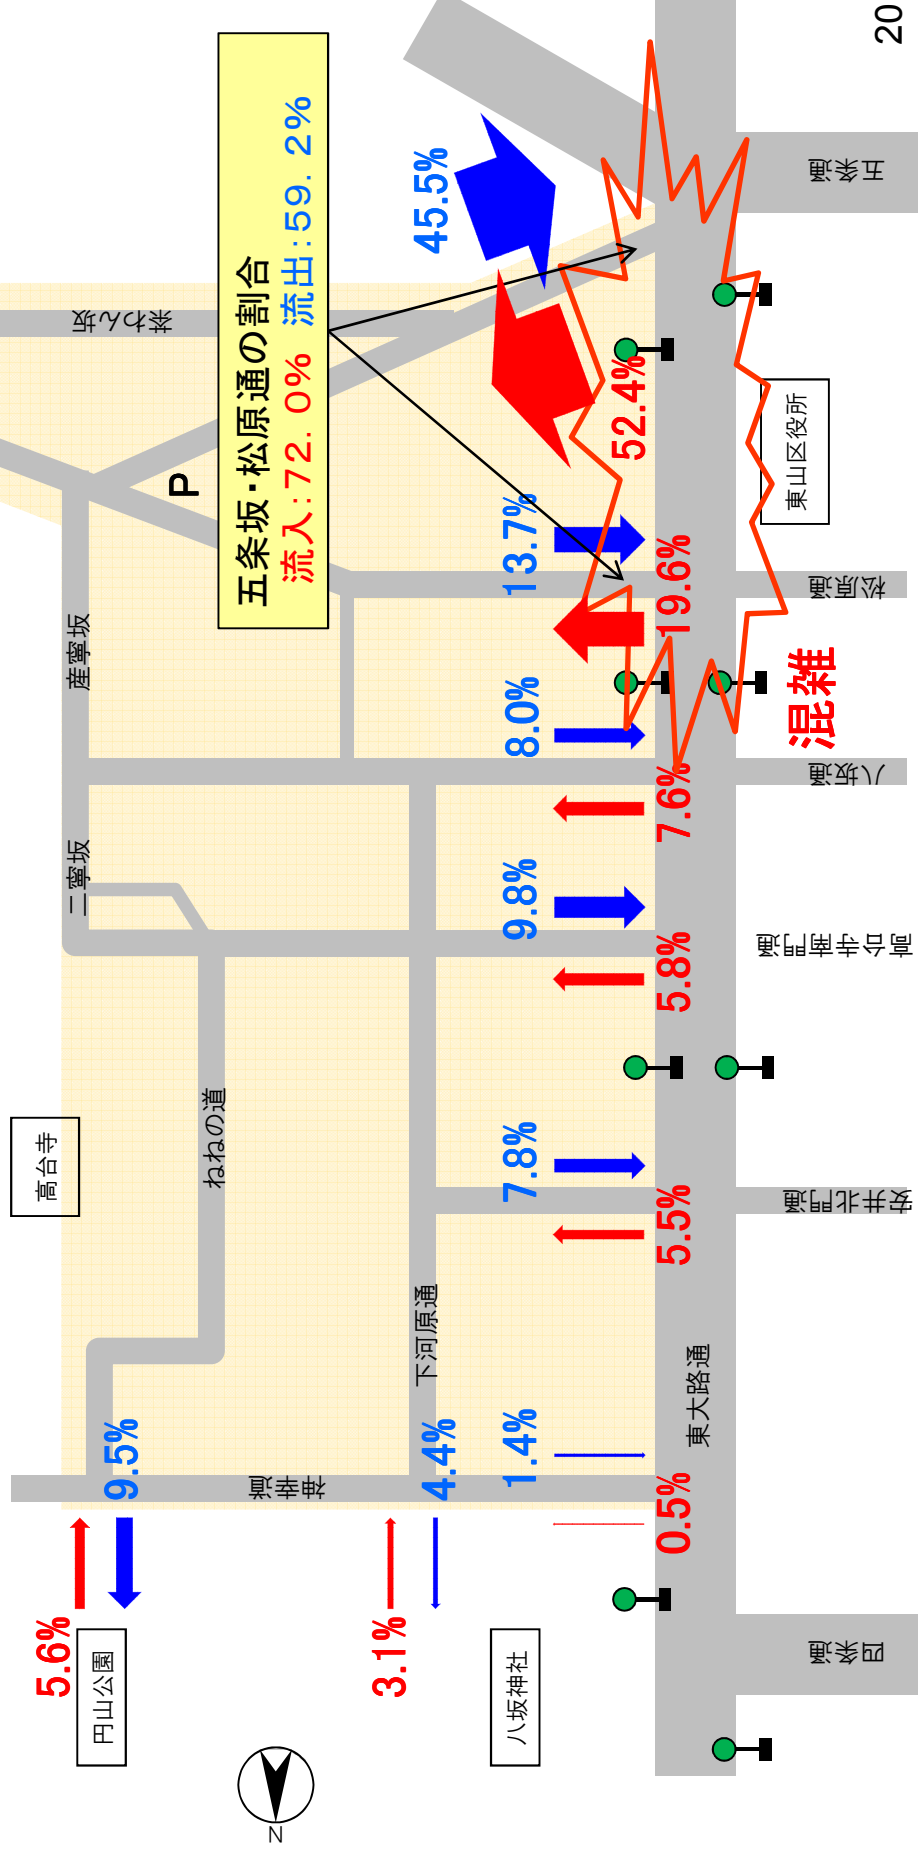 五条坂・松原通の割合
流入:72.0% 流出:59.2%
高台寺
円山公園
八坂神社
東山区役所
二寧坂
産寧坂
茶わん坂
P
ねねの道
下河原通
神幸道
東大路通
四条通
安井北門通
高台寺南門通
八坂通
松原通
五条通
5.6%
9.5%
3.1%
4.4%
1.4%
0.5%
7.8%
5.5%
9.8%
5.8%
8.0%
7.6%
13.7%
19.6%
45.5%
52.4%
混雑
N
20